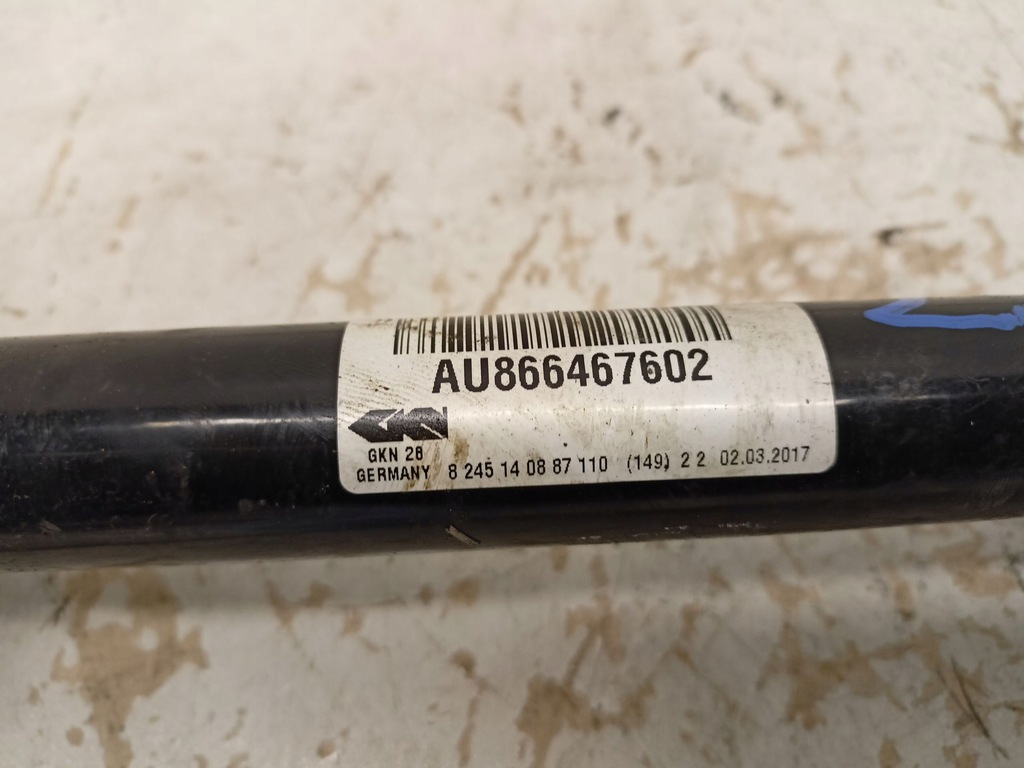 AU866467602
GKN
GKN 28
GERMANY 8 245 14 08 87 110 (149) 2 2 02.03.2017